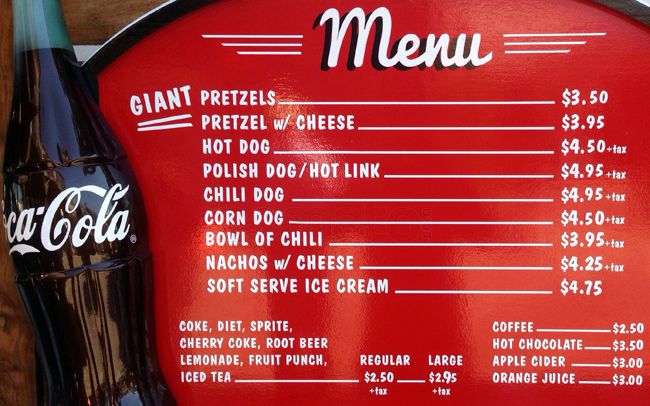 Menu
GIANT PRETZELS $3.50
PRETZEL w/ CHEESE $3.95
HOT DOG $4.50+tax
POLISH DOG/HOT LINK $4.95+tax
CHILI DOG $4.95+tax
CORN DOG $4.50+tax
BOWL OF CHILI $3.95+tax
NACHOS w/ CHEESE $4.25+tax
SOFT SERVE ICE CREAM $4.75
ca-Cola®
COKE, DIET, SPRITE,
CHERRY COKE, ROOT BEER
LEMONADE, FRUIT PUNCH, REGULAR LARGE
ICED TEA $2.50 $2.95
+tax +tax
COFFEE $2.50
HOT CHOCOLATE $3.50
APPLE CIDER $3.00
ORANGE JUICE $3.00